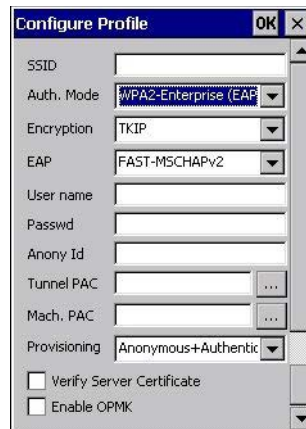 Configure Profile OK ×
SSID
Auth. Mode WPA2-Enterprise (EAP
Encryption TKIP
EAP FAST-MSCHAPv2
User name
Passwd
Anony Id
Tunnel PAC ...
Mach. PAC ...
Provisioning Anonymous+Authentic
Verify Server Certificate
Enable OPMK